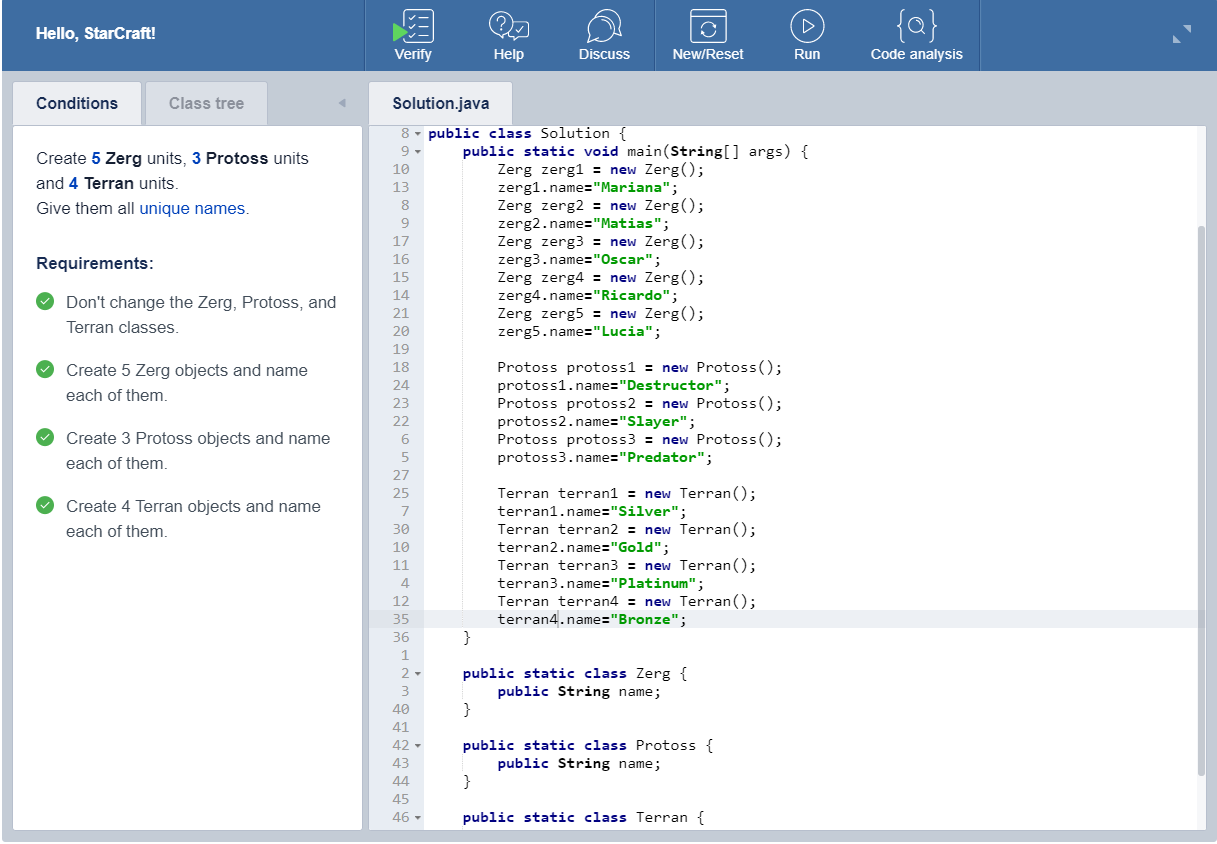 Hello, StarCraft!
Verify
Help
Discuss
New/Reset
Run
Code analysis
Conditions
Class tree
Create 5 Zerg units, 3 Protoss units
and 4 Terran units.
Give them all unique names.
Requirements:
Don't change the Zerg, Protoss, and
Terran classes.
Create 5 Zerg objects and name
each of them.
Create 3 Protoss objects and name
each of them.
Create 4 Terran objects and name
each of them.
Solution.java
8 public class Solution {
9 public static void main(String[] args) {
10 Zerg zerg1 = new Zerg();
13 zerg1.name="Mariana";
8 Zerg zerg2 = new Zerg();
9 zerg2.name="Matias";
17 Zerg zerg3 = new Zerg();
16 zerg3.name="Oscar";
15 Zerg zerg4 = new Zerg();
14 zerg4.name="Ricardo";
21 Zerg zerg5 = new Zerg();
20 zerg5.name="Lucia";
19
18 Protoss protoss1 = new Protoss();
24 protoss1.name="Destructor";
23 Protoss protoss2 = new Protoss();
22 protoss2.name="Slayer";
6 Protoss protoss3 = new Protoss();
5 protoss3.name="Predator";
27
25 Terran terran1 = new Terran();
7 terran1.name="Silver";
30 Terran terran2 = new Terran();
10 terran2.name="Gold";
11 Terran terran3 = new Terran();
4 terran3.name="Platinum";
12 Terran terran4 = new Terran();
35 terran4.name="Bronze";
36 }
1
2 public static class Zerg {
3 public String name;
40 }
41
42 public static class Protoss {
43 public String name;
44 }
45
46 public static class Terran {